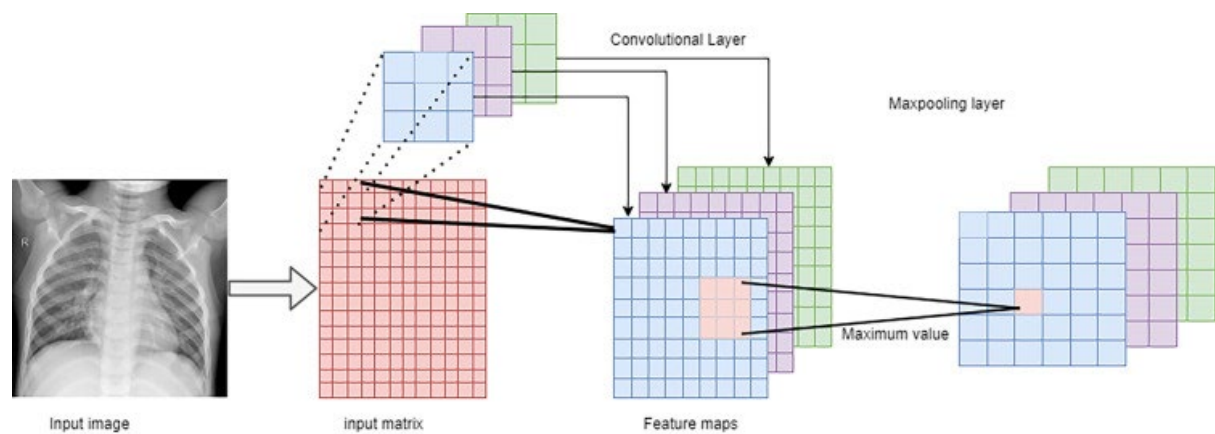 Convolutional Layer
Maxpooling layer
R
Maximum value
Input image
input matrix
Feature maps